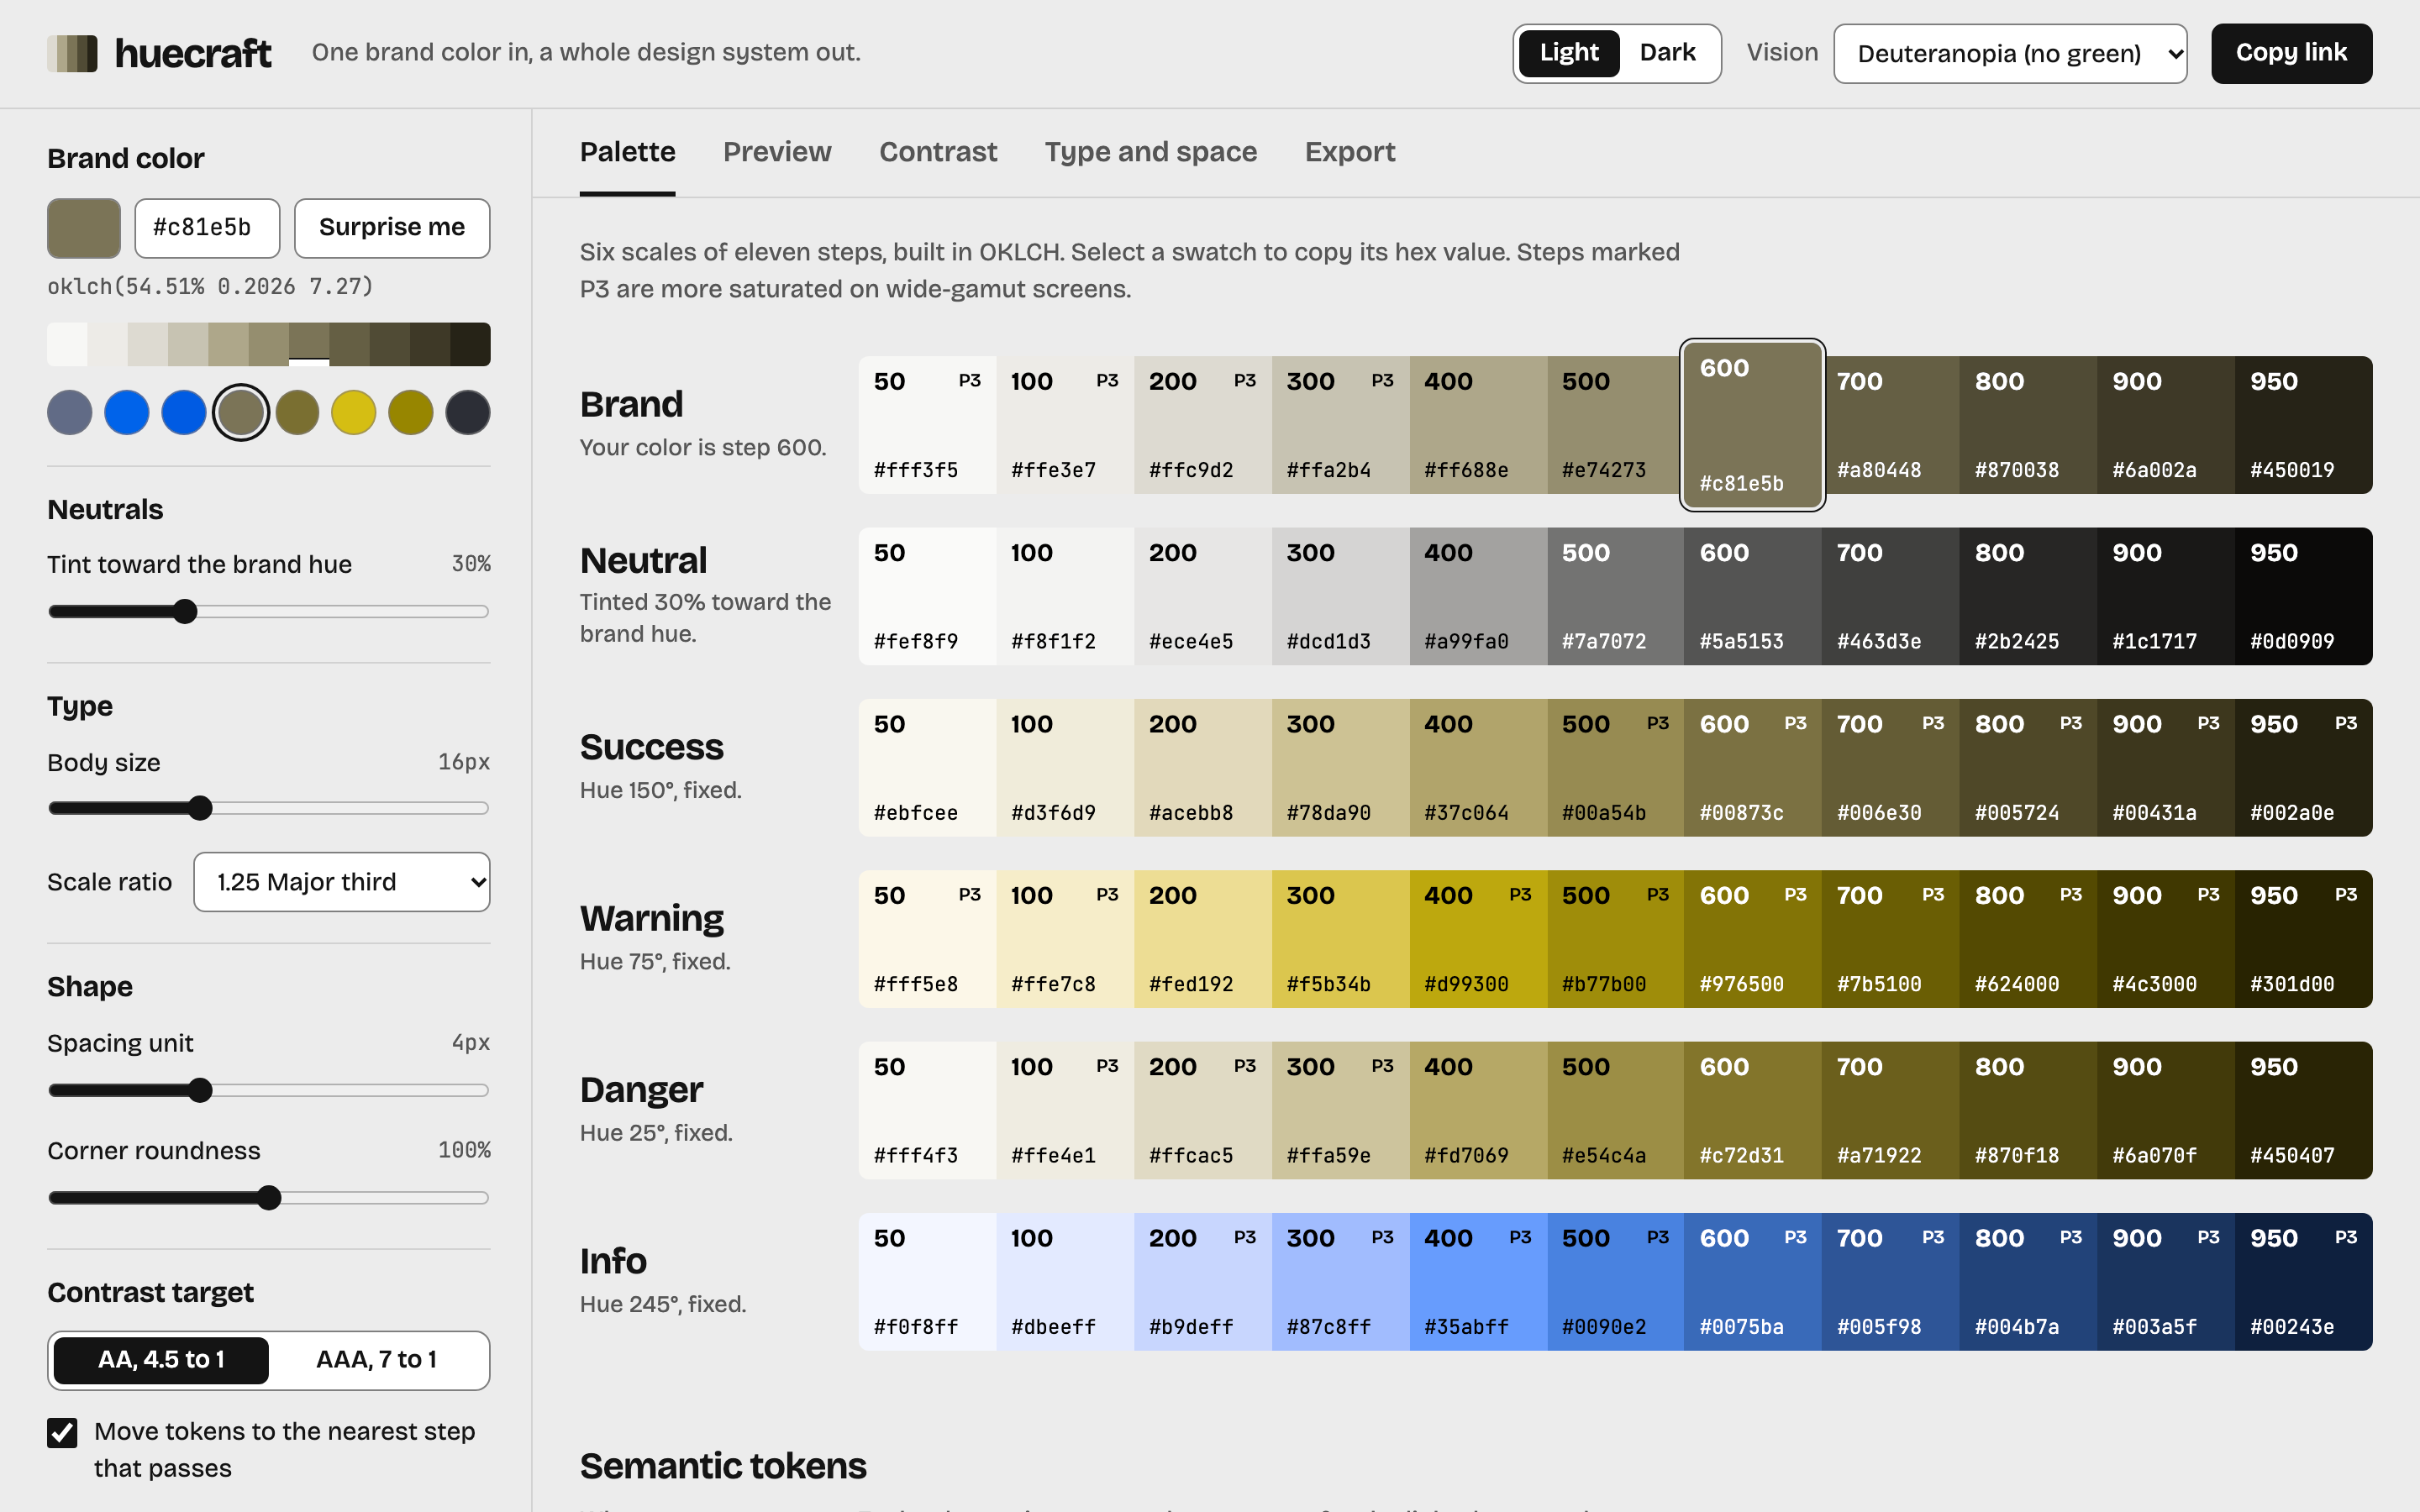 huecraft
One brand color in, a whole design system out.
Light Dark Vision Deuteranopia (no green) Copy link
Brand color
#c81e5b Surprise me
oklch(54.51% 0.2026 7.27)
Neutrals
Tint toward the brand hue 30%
Type
Body size 16px
Scale ratio 1.25 Major third
Shape
Spacing unit 4px
Corner roundness 100%
Contrast target
AA, 4.5 to 1 AAA, 7 to 1
Move tokens to the nearest step
that passes
Palette Preview Contrast Type and space Export
Six scales of eleven steps, built in OKLCH. Select a swatch to copy its hex value. Steps marked
P3 are more saturated on wide-gamut screens.
Brand
Your color is step 600.
50 P3 100 P3 200 P3 300 P3 400 500 600 700 800 900 950
#fff3f5 #ffe3e7 #ffc9d2 #ffa2b4 #ff688e #e74273 #c81e5b #a80448 #870038 #6a002a #450019
Neutral
Tinted 30% toward the
brand hue.
50 100 200 300 400 500 600 700 800 900 950
#fef8f9 #f8f1f2 #ece4e5 #dcd1d3 #a99fa0 #7a7072 #5a5153 #463d3e #2b2425 #1c1717 #0d0909
Success
Hue 150°, fixed.
50 100 200 300 400 500 P3 600 P3 700 P3 800 P3 900 P3 950 P3
#ebfcee #d3f6d9 #acebb8 #78da90 #37c064 #00a54b #00873c #006e30 #005724 #00431a #002a0e
Warning
Hue 75°, fixed.
50 P3 100 P3 200 300 400 P3 500 P3 600 P3 700 P3 800 P3 900 P3 950 P3
#fff5e8 #ffe7c8 #fed192 #f5b34b #d99300 #b77b00 #976500 #7b5100 #624000 #4c3000 #301d00
Danger
Hue 25°, fixed.
50 100 P3 200 P3 300 P3 400 500 600 700 800 900 950
#fff4f3 #ffe4e1 #ffcac5 #ffa59e #fd7069 #e54c4a #c72d31 #a71922 #870f18 #6a070f #450407
Info
Hue 245°, fixed.
50 100 200 P3 300 P3 400 P3 500 P3 600 P3 700 P3 800 P3 900 P3 950 P3
#f0f8ff #dbeeff #b9deff #87c8ff #35abff #0090e2 #0075ba #005f98 #004b7a #003a5f #00243e
Semantic tokens